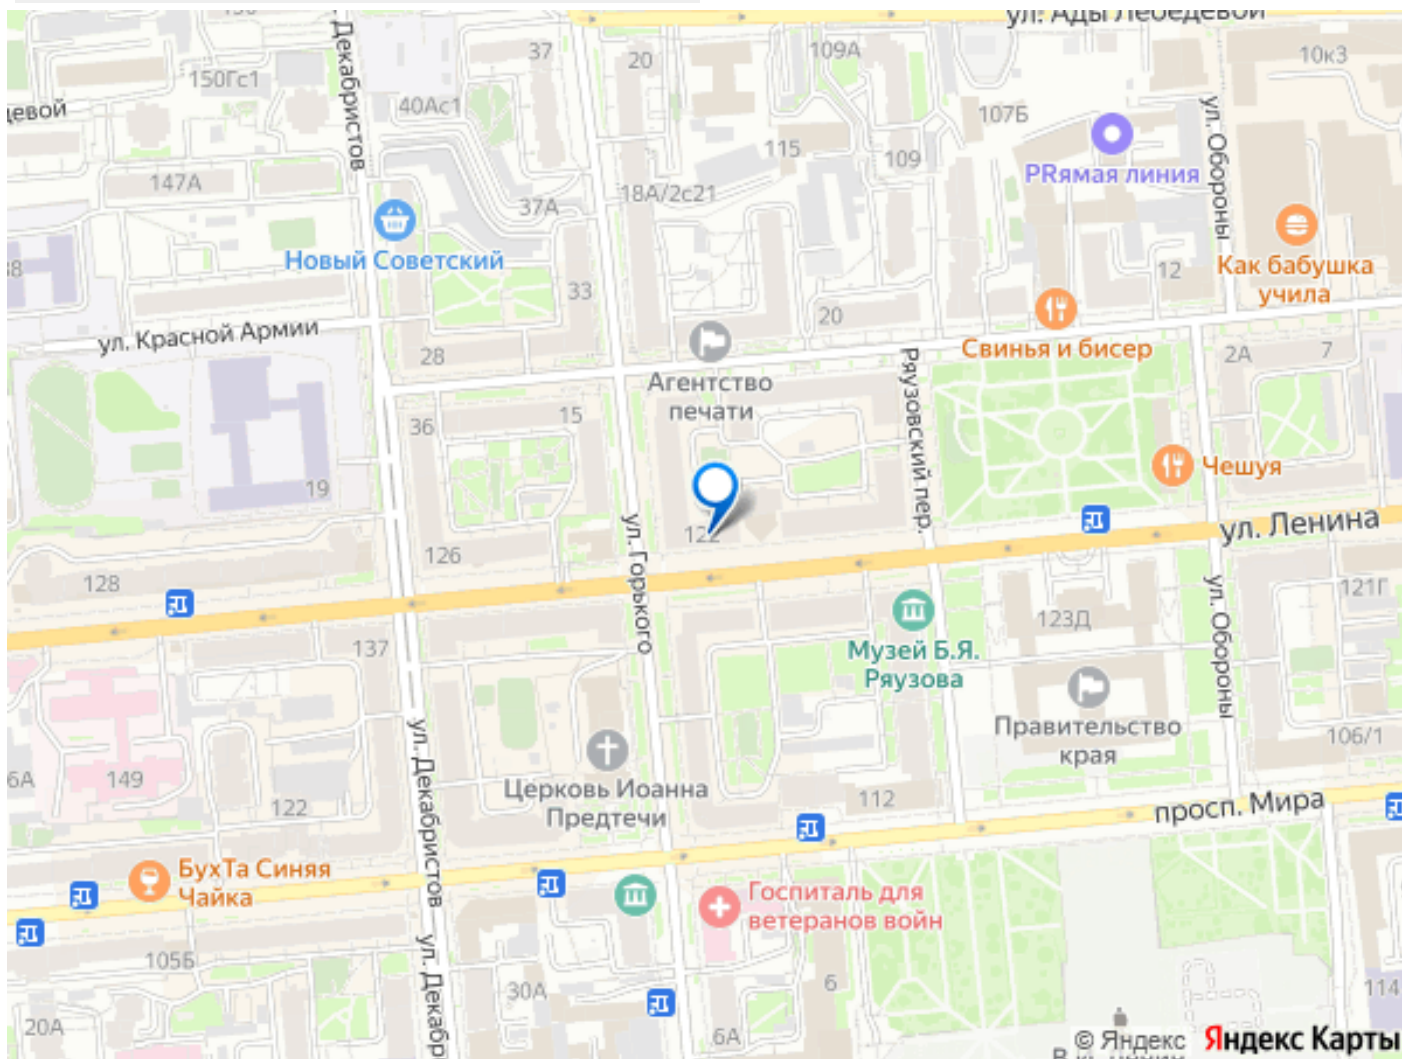 ул. Ады Лебедевой
Декабристов
37
20
109А
10к3
150Гс1
40Ас1
107Б
ул. Обороны
115
109
PRямая линия
147А
37А
18А/2с21
Новый Советский
12
Как бабушка
учила
33
20
ул. Красной Армии
28
Агентство
печати
Ряузовский пер.
Свинья и бисер
2А
7
36
15
Чешуя
19
122
ул. Ленина
126
ул. Горького
128
123Д
121Г
ул. Обороны
137
Музей Б.Я.
Ряузова
Правительство
края
106/1
149
ул. Декабристов
Церковь Иоанна
Предтечи
122
112
просп. Мира
БухТа Синяя
Чайка
Госпиталь для
ветеранов войн
105Б
30А
6
114
20А
6А
© Яндекс Яндекс Карты